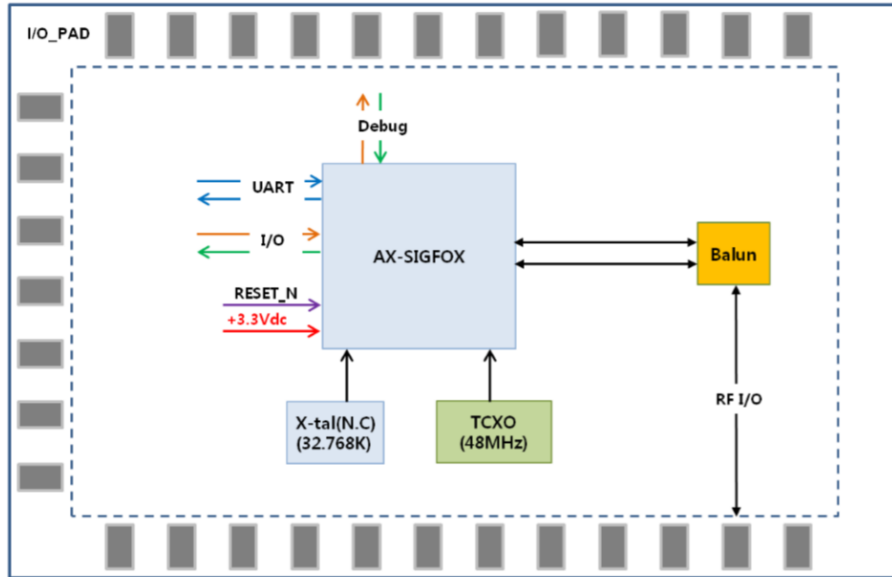 I/O_PAD
Debug
UART
I/O
AX-SIGFOX
Balun
RESET_N
+3.3Vdc
X-tal(N.C)
(32.768K)
TCXO
(48MHz)
RF I/O